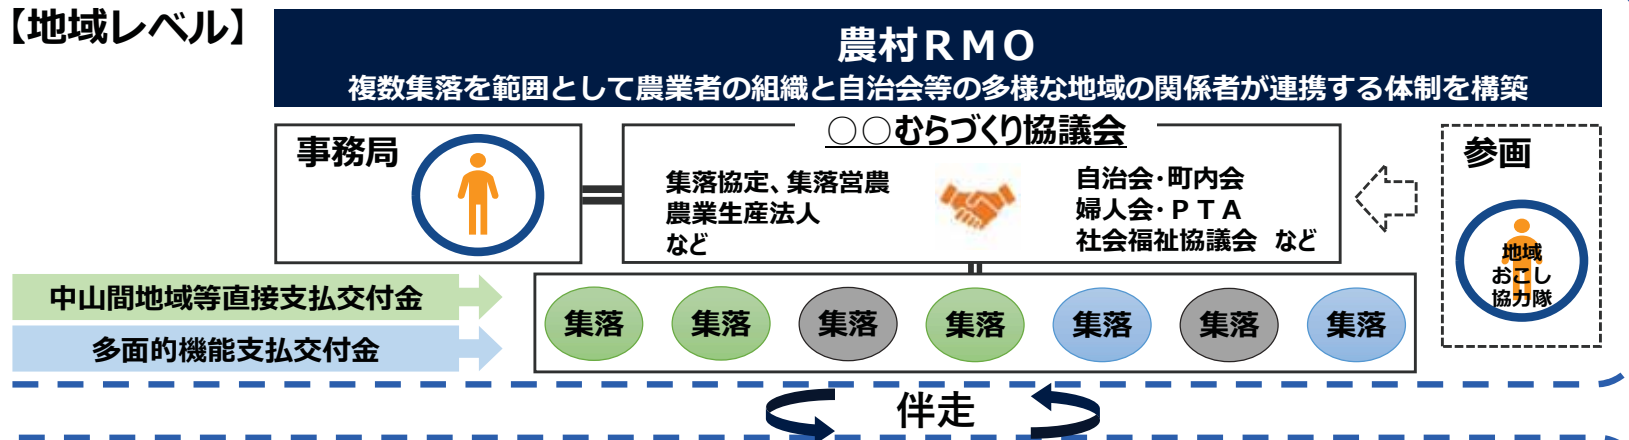 【地域レベル】
農村ＲＭＯ
複数集落を範囲として農業者の組織と自治会等の多様な地域の関係者が連携する体制を構築
事務局
○○むらづくり協議会
集落協定、集落営農
農業生産法人
など
自治会・町内会
婦人会・ＰＴＡ
社会福祉協議会　など
参画
地域
おこし
協力隊
中山間地域等直接支払交付金
多面的機能支払交付金
集落
集落
集落
集落
集落
集落
集落
伴走